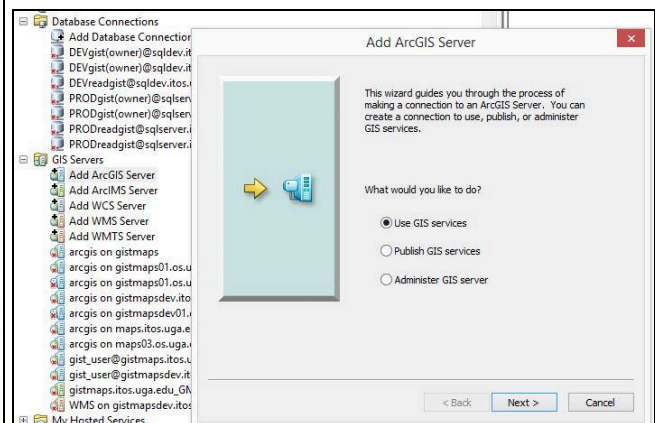 Database Connections
Add Database Connection
DEVgist(owner)@sqldev.it
DEVgist(owner)@sqldev.it
DEVreadgist@sqldev.itos.
PRODgist(owner)@sqlserv
PRODgist(owner)@sqlserv
PRODreadgist@sqlserver.i
PRODreadgist@sqlserver.i
GIS Servers
Add ArcGIS Server
Add ArcIMS Server
Add WCS Server
Add WMS Server
Add WMTS Server
arcgis on gistmaps
arcgis on gistmaps01.os.u
arcgis on gistmaps01.os.u
arcgis on gistmapsdev.ito
arcgis on gistmapsdev01.
arcgis on maps.itos.uga.e
arcgis on maps03.os.uga.
gist_user@gistmaps.itos.u
gist_user@gistmapsdev.it
gistmaps.itos.uga.edu_GM
WMS on gistmapsdev.itos
My Hosted Services
Add ArcGIS Server
This wizard guides you through the process of
making a connection to an ArcGIS Server. You can
create a connection to use, publish, or administer
GIS services.
What would you like to do?
Use GIS services
Publish GIS services
Administer GIS server
< Back
Next >
Cancel